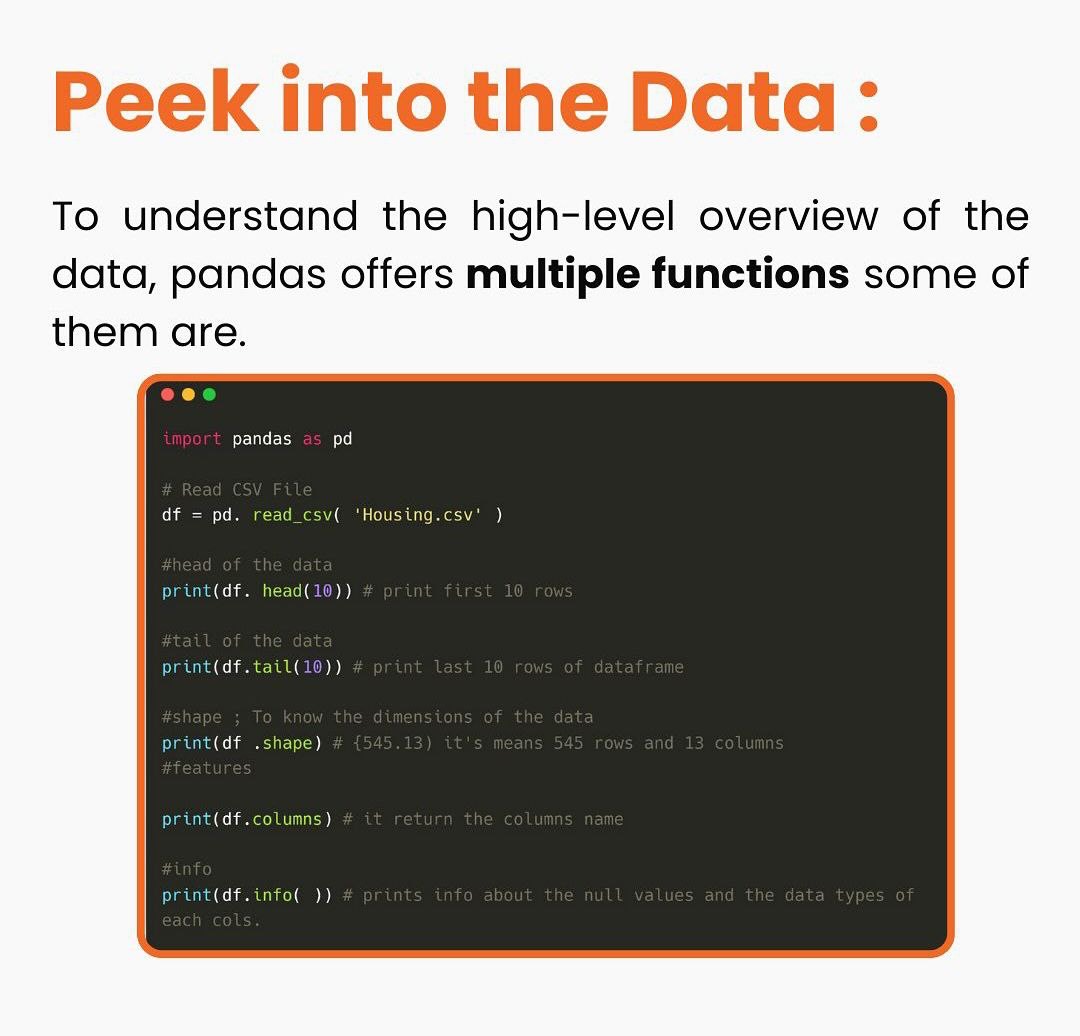 Peek into the Data :
To understand the high-level overview of the
data, pandas offers multiple functions some of
them are.
import pandas as pd
# Read CSV File
df = pd. read_csv( 'Housing.csv' )
#head of the data
print(df. head(10)) # print first 10 rows
#tail of the data
print(df.tail(10)) # print last 10 rows of dataframe
#shape ; To know the dimensions of the data
print(df .shape) # {545.13) it's means 545 rows and 13 columns
#features
print(df.columns) # it return the columns name
#info
print(df.info( )) # prints info about the null values and the data types of
each cols.